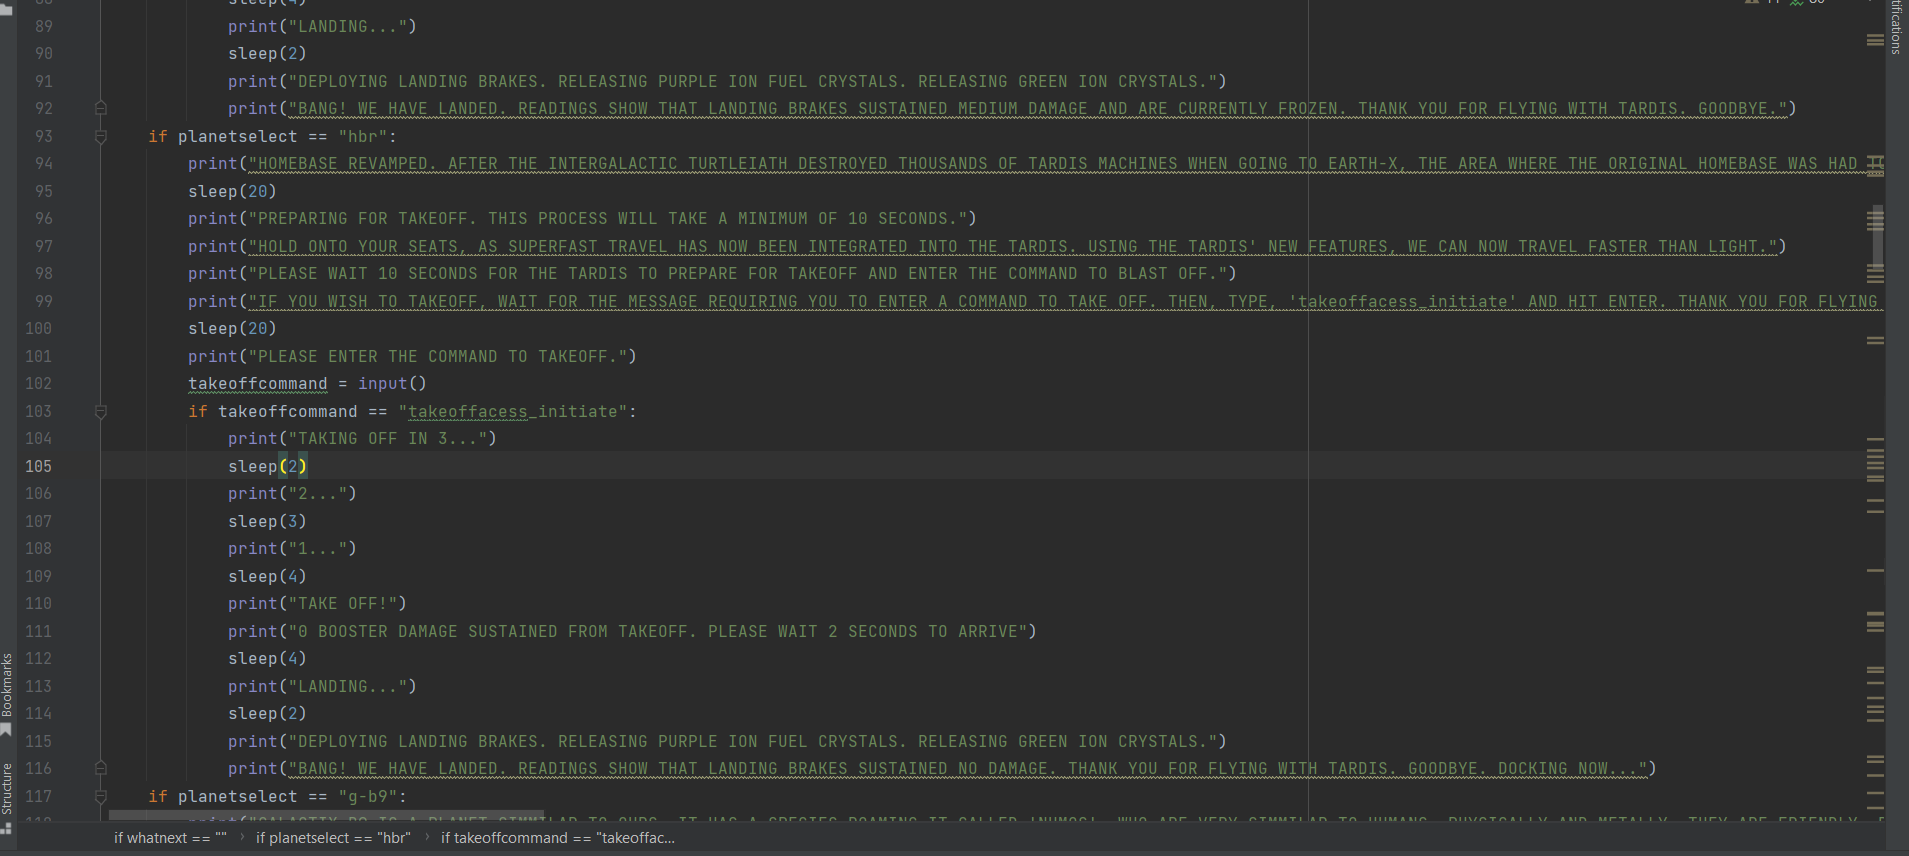 89 print("LANDING...")
90 sleep(2)
91 print("DEPLOYING LANDING BRAKES. RELEASING PURPLE ION FUEL CRYSTALS. RELEASING GREEN ION CRYSTALS.")
92 print("BANG! WE HAVE LANDED. READINGS SHOW THAT LANDING BRAKES SUSTAINED MEDIUM DAMAGE AND ARE CURRENTLY FROZEN. THANK YOU FOR FLYING WITH TARDIS. GOODBYE.")
93 if planetselect == "hbr":
94 print("HOMEBASE REVAMPED. AFTER THE INTERGALACTIC TURTLEIATH DESTROYED THOUSANDS OF TARDIS MACHINES WHEN GOING TO EARTH-X, THE AREA WHERE THE ORIGINAL HOMEBASE WAS HAD
95 sleep(20)
96 print("PREPARING FOR TAKEOFF. THIS PROCESS WILL TAKE A MINIMUM OF 10 SECONDS.")
97 print("HOLD ONTO YOUR SEATS, AS SUPERFAST TRAVEL HAS NOW BEEN INTEGRATED INTO THE TARDIS. USING THE TARDIS' NEW FEATURES, WE CAN NOW TRAVEL FASTER THAN LIGHT.")
98 print("PLEASE WAIT 10 SECONDS FOR THE TARDIS TO PREPARE FOR TAKEOFF AND ENTER THE COMMAND TO BLAST OFF.")
99 print("IF YOU WISH TO TAKEOFF, WAIT FOR THE MESSAGE REQUIRING YOU TO ENTER A COMMAND TO TAKE OFF. THEN, TYPE, 'takeoffacess_initiate' AND HIT ENTER. THANK YOU FOR FLYING
100 sleep(20)
101 print("PLEASE ENTER THE COMMAND TO TAKEOFF.")
102 takeoffcommand = input()
103 if takeoffcommand == "takeoffacess_initiate":
104 print("TAKING OFF IN 3...")
105 sleep(2)
106 print("2...")
107 sleep(3)
108 print("1...")
109 sleep(4)
110 print("TAKE OFF!")
111 print("0 BOOSTER DAMAGE SUSTAINED FROM TAKEOFF. PLEASE WAIT 2 SECONDS TO ARRIVE")
112 sleep(4)
113 print("LANDING...")
114 sleep(2)
115 print("DEPLOYING LANDING BRAKES. RELEASING PURPLE ION FUEL CRYSTALS. RELEASING GREEN ION CRYSTALS.")
116 print("BANG! WE HAVE LANDED. READINGS SHOW THAT LANDING BRAKES SUSTAINED NO DAMAGE. THANK YOU FOR FLYING WITH TARDIS. GOODBYE. DOCKING NOW...")
117 if planetselect == "g-b9":
if whatnext == "" › if planetselect == "hbr" › if takeoffcommand == "takeoffac...
Bookmarks
Structure
tifications